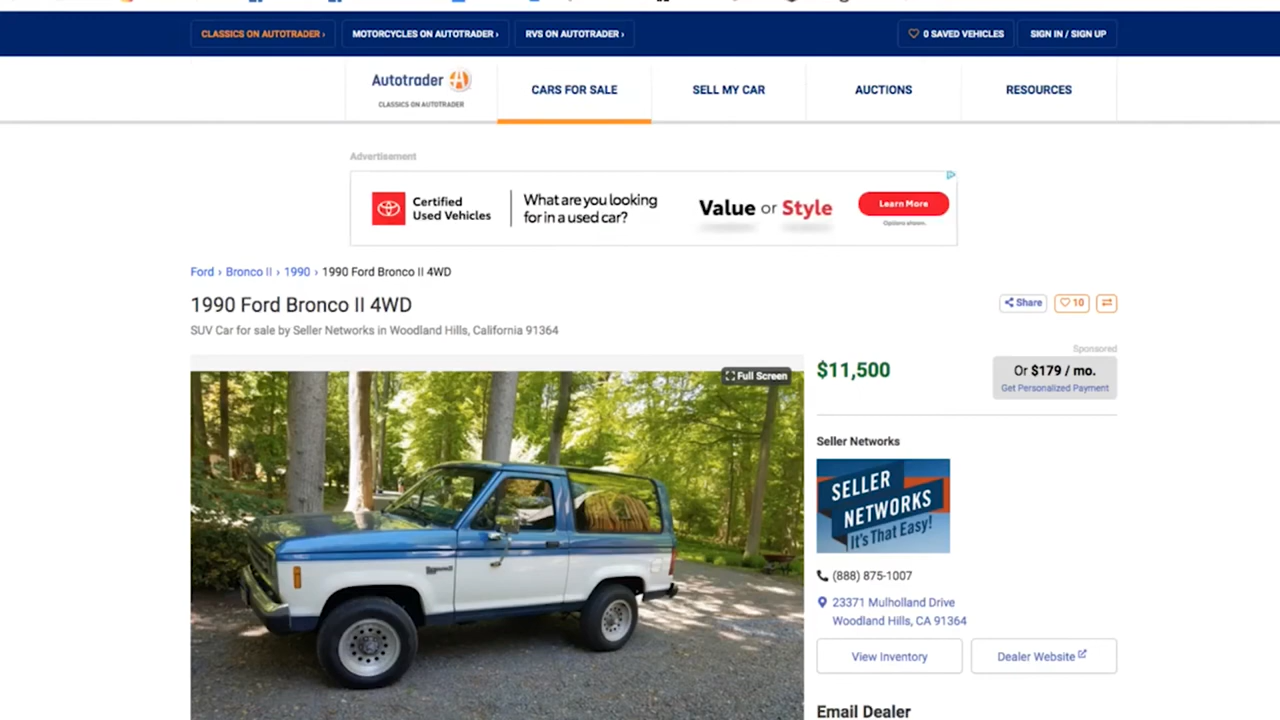 CLASSICS ON AUTOTRADER ›
MOTORCYCLES ON AUTOTRADER ›
RVS ON AUTOTRADER ›
0 SAVED VEHICLES
SIGN IN / SIGN UP
Autotrader
CLASSICS ON AUTOTRADER
CARS FOR SALE
SELL MY CAR
AUCTIONS
RESOURCES
Advertisement
Certified
Used Vehicles
What are you looking
for in a used car?
Value or Style
Learn More
Options shown.
Ford › Bronco II › 1990 › 1990 Ford Bronco II 4WD
1990 Ford Bronco II 4WD
Share
10
SUV Car for sale by Seller Networks in Woodland Hills, California 91364
Full Screen
$11,500
Sponsored
Or $179 / mo.
Get Personalized Payment
Seller Networks
SELLER
NETWORKS
It's That Easy!
(888) 875-1007
23371 Mulholland Drive
Woodland Hills, CA 91364
View Inventory
Dealer Website
Email Dealer